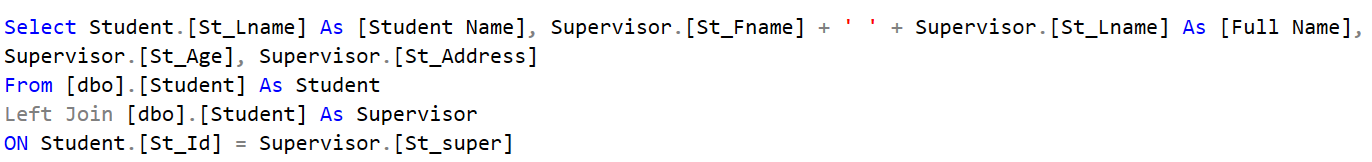 Select Student.[St_Lname] As [Student Name], Supervisor.[St_Fname] + ' ' + Supervisor.[St_Lname] As [Full Name],
Supervisor.[St_Age], Supervisor.[St_Address]
From [dbo].[Student] As Student
Left Join [dbo].[Student] As Supervisor
ON Student.[St_Id] = Supervisor.[St_super]